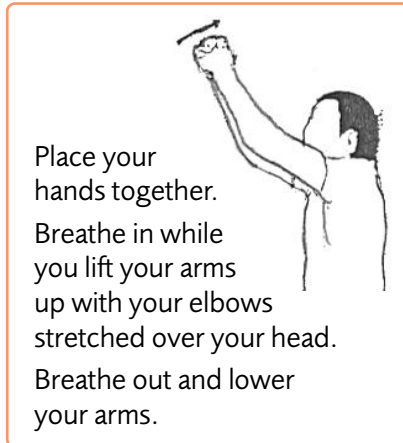 Place your
hands together.
Breathe in while
you lift your arms
up with your elbows
stretched over your head.
Breathe out and lower
your arms.